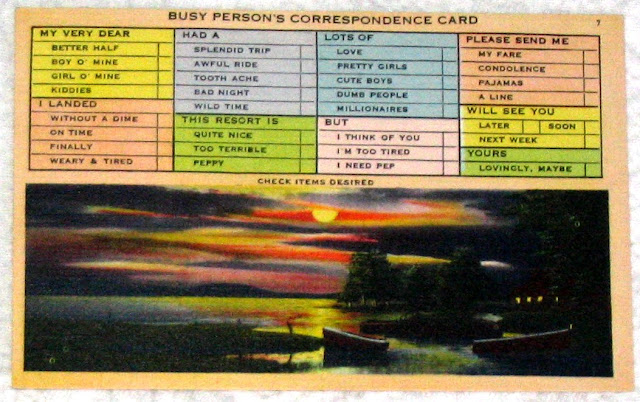 BUSY PERSON'S CORRESPONDENCE CARD
7
MY VERY DEAR
BETTER HALF
BOY O' MINE
GIRL O' MINE
KIDDIES
I LANDED
WITHOUT A DIME
ON TIME
FINALLY
WEARY & TIRED
HAD A
SPLENDID TRIP
AWFUL RIDE
TOOTH ACHE
BAD NIGHT
WILD TIME
THIS RESORT IS
QUITE NICE
TOO TERRIBLE
PEPPY
LOTS OF
LOVE
PRETTY GIRLS
CUTE BOYS
DUMB PEOPLE
MILLIONAIRES
BUT
I THINK OF YOU
I'M TOO TIRED
I NEED PEP
PLEASE SEND ME
MY FARE
CONDOLENCE
PAJAMAS
A LINE
WILL SEE YOU
LATER SOON
NEXT WEEK
YOURS
LOVINGLY, MAYBE
CHECK ITEMS DESIRED